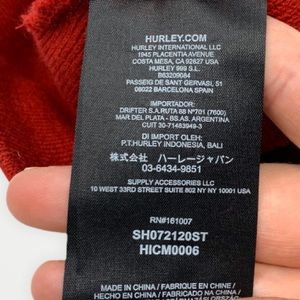 HURLEY.COM
HURLEY INTERNATIONAL LLC
1945 PLACENTIA AVENUE
COSTA MESA, CA 92627 USA
HURLEY 999 S.L.
B63209084
PASSEIG DE SANT GERVASI, 51
08022 BARCELONA SPAIN
IMPORTADOR:
DRIFTER S.A.RUTA 88 Nº701 (7600)
MAR DEL PLATA - BS.AS, ARGENTINA
CUIT 30-71483949-3
DI IMPORT OLEH:
P.T.HURLEY INDONESIA, BALI
株式会社 ハーレージャパン
03-6434-9851
SUPPLY ACCESSORIES LLC
10 WEST 33RD STREET SUITE 802 NY NY 10001 USA
RN#161007
SH072120ST
HICM0006
MADE IN CHINA / FABRIQUE EN CHINE /
HECHO EN CHINA / FABRICADO NA CHINA /